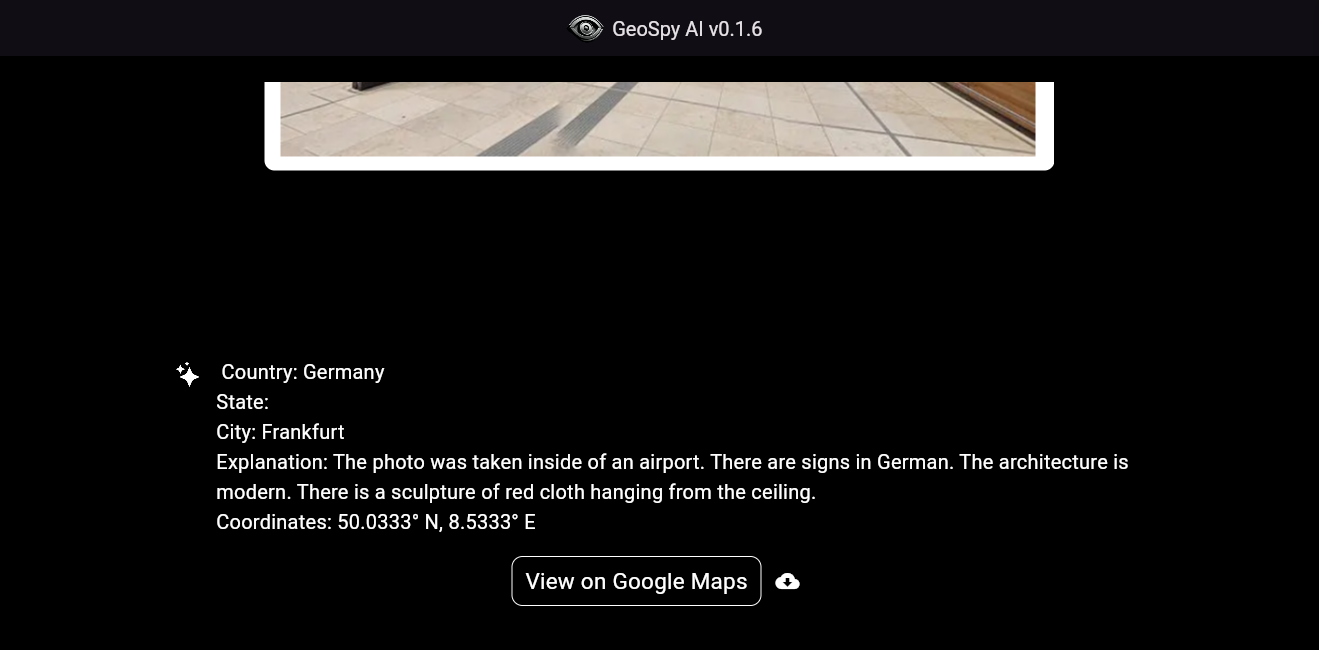 GeoSpy AI v0.1.6
Country: Germany
State:
City: Frankfurt
Explanation: The photo was taken inside of an airport. There are signs in German. The architecture is
modern. There is a sculpture of red cloth hanging from the ceiling.
Coordinates: 50.0333° N, 8.5333° E
View on Google Maps